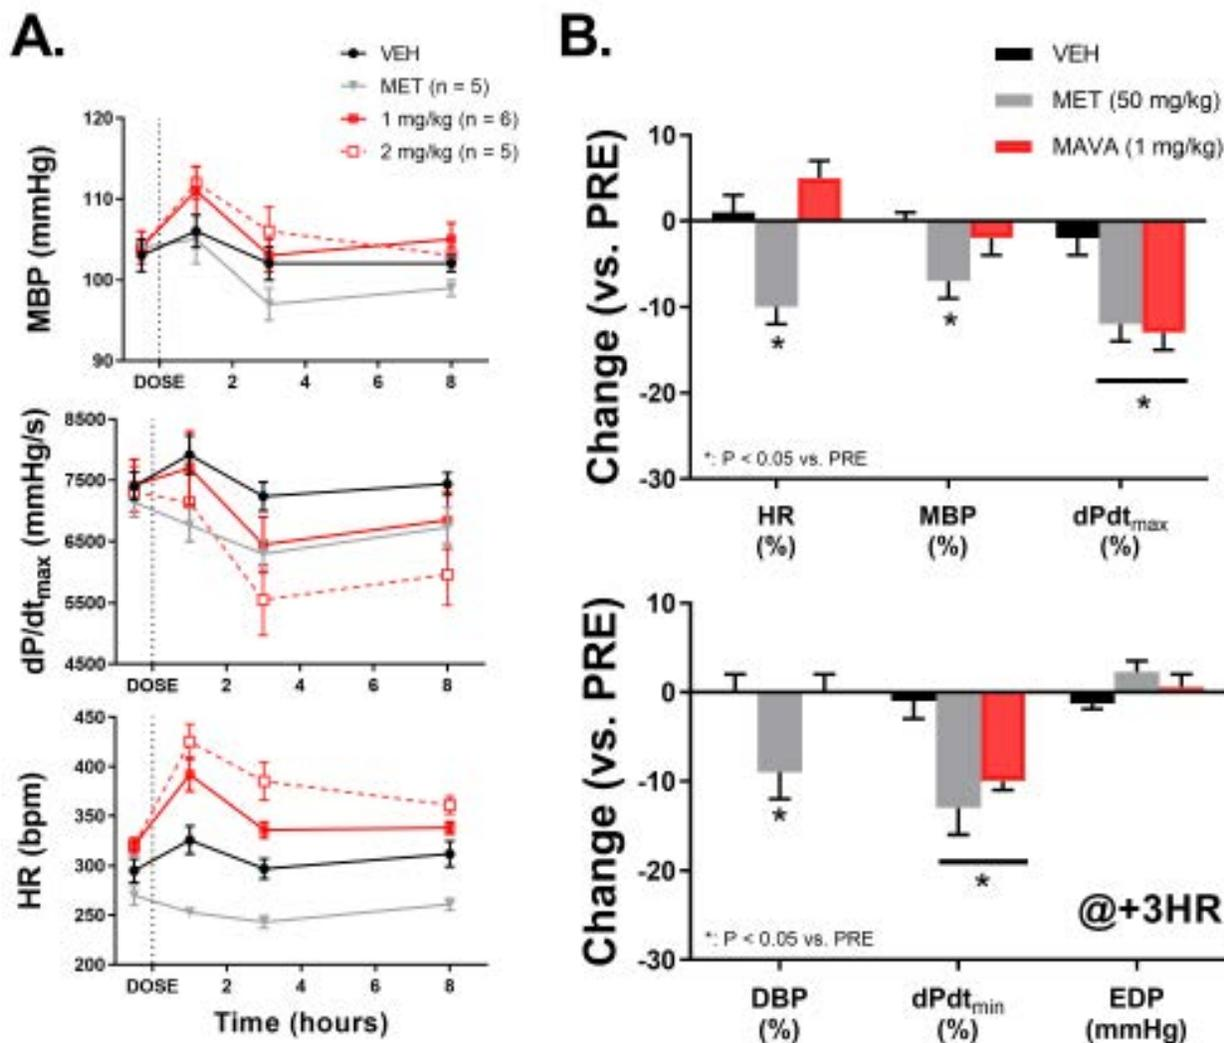 A.
VEH
MET (n = 5)
1 mg/kg (n = 6)
2 mg/kg (n = 5)
MBP (mmHg)
120
110
100
90
DOSE 2 4 6 8
dP/dtmax (mmHg/s)
8500
7500
6500
5500
4500
DOSE 2 4 6 8
HR (bpm)
450
400
350
300
250
200
DOSE 2 4 6 8
Time (hours)
B.
VEH
MET (50 mg/kg)
MAVA (1 mg/kg)
Change (vs. PRE)
10
0
-10
-20
-30
*
*
*
*: P < 0.05 vs. PRE
HR MBP dPdtmax
(%) (%) (%)
Change (vs. PRE)
10
0
-10
-20
-30
*
*
@+3HR
*: P < 0.05 vs. PRE
DBP dPdtmin EDP
(%) (%) (mmHg)